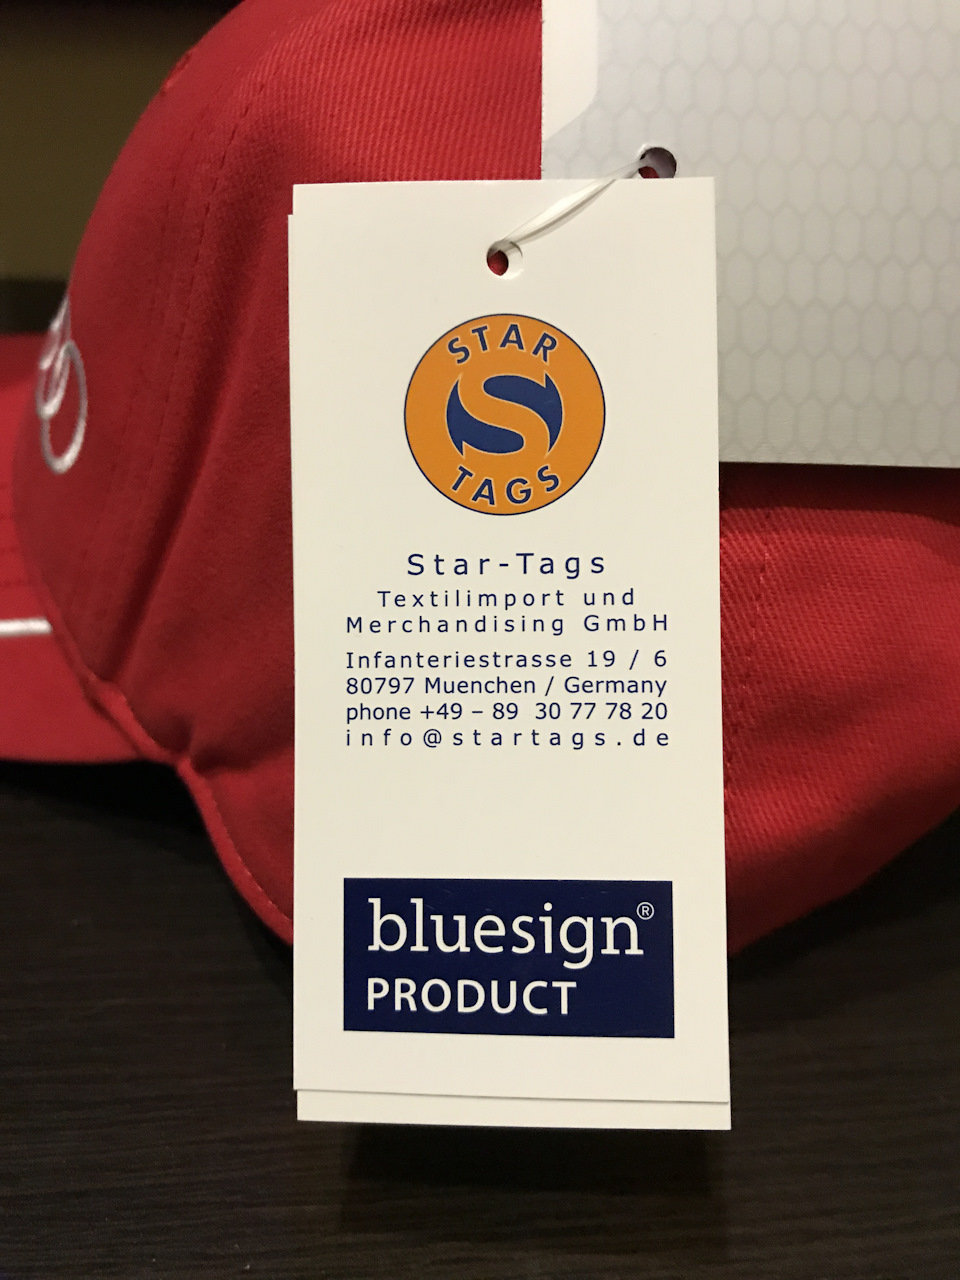 STAR
S
TAGS
Star-Tags
Textilimport und
Merchandising GmbH
Infanteriestrasse 19 / 6
80797 Muenchen / Germany
phone +49 – 89 30 77 78 20
info@startags.de
bluesign®
PRODUCT